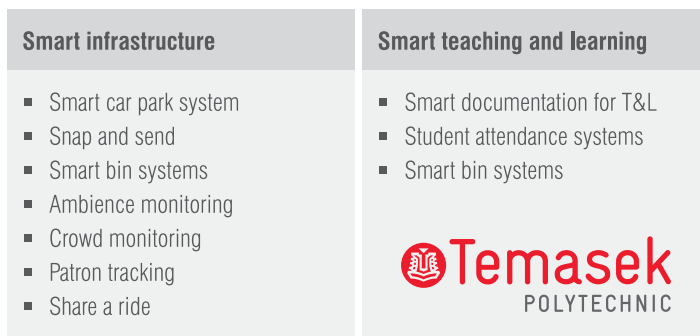 Smart infrastructure
▪ Smart car park system
▪ Snap and send
▪ Smart bin systems
▪ Ambience monitoring
▪ Crowd monitoring
▪ Patron tracking
▪ Share a ride
Smart teaching and learning
▪ Smart documentation for T&L
▪ Student attendance systems
▪ Smart bin systems
Temasek
POLYTECHNIC